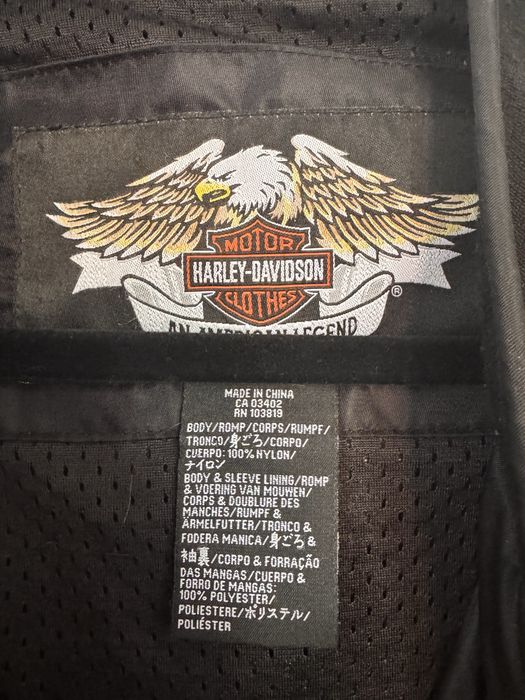 MOTOR
HARLEY-DAVIDSON
CLOTHES
®
AN AMERICAN LEGEND
MADE IN CHINA
CA 03402
RN 103819
BODY/ROMP/CORPS/RUMPF/
TRONCO/身ごろ/CORPO/
CUERPO: 100% NYLON/
ナイロン
BODY & SLEEVE LINING/ROMP
& VOERING VAN MOUWEN/
CORPS & DOUBLURE DES
MANCHES/RUMPF &
ÄRMELFUTTER/TRONCO &
FODERA MANICA/身ごろ &
袖裏/CORPO & FORRAÇÃO
DAS MANGAS/CUERPO &
FORRO DE MANGAS:
100% POLYESTER/
POLIESTERE/ポリステル/
POLIÉSTER